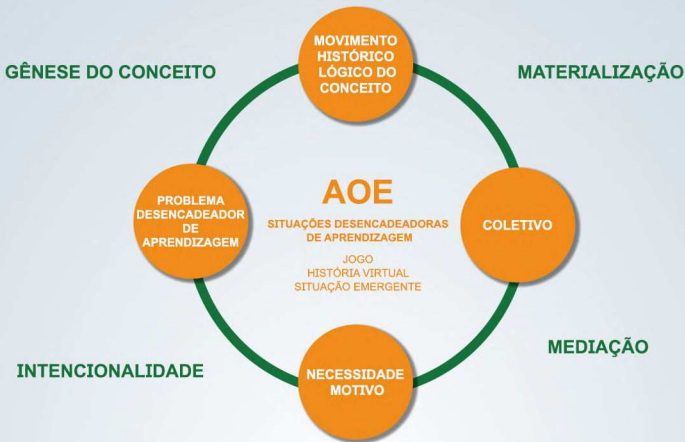 MOVIMENTO
HISTÓRICO
LÓGICO DO
CONCEITO
GÊNESE DO CONCEITO
MATERIALIZAÇÃO
PROBLEMA
DESENCADEADOR
DE
APRENDIZAGEM
AOE
SITUAÇÕES DESENCADEADORAS
DE APRENDIZAGEM
JOGO
HISTÓRIA VIRTUAL
SITUAÇÃO EMERGENTE
COLETIVO
INTENCIONALIDADE
MEDIAÇÃO
NECESSIDADE
MOTIVO